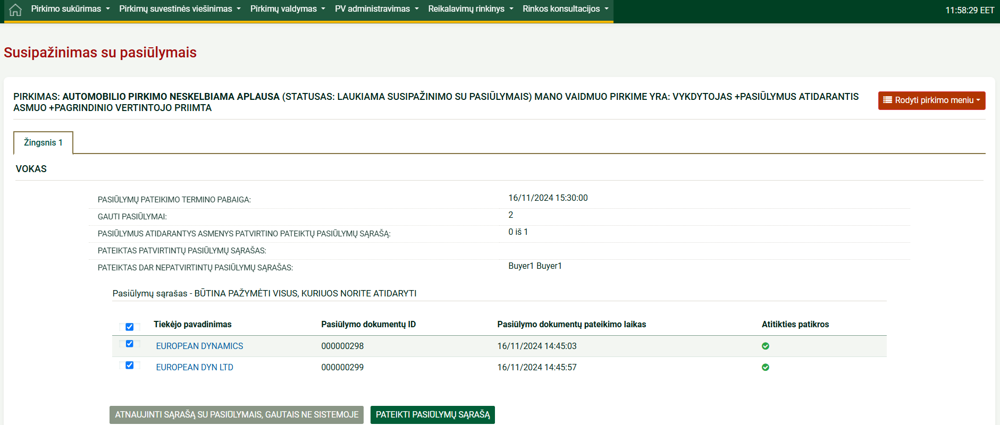 Pirkimo sukūrimas Pirkimų suvestinės viešinimas Pirkimų valdymas PV administravimas Reikalavimų rinkinys Rinkos konsultacijos 11:58:29 EET
Susipažinimas su pasiūlymais
PIRKIMAS: AUTOMOBILIO PIRKIMO NESKELBIAMA APLAUSA (STATUSAS: LAUKIAMA SUSIPAŽINIMO SU PASIŪLYMAIS) MANO VAIDMUO PIRKIME YRA: VYKDYTOJAS +PASIŪLYMUS ATIDARANTIS
ASMUO +PAGRINDINIO VERTINTOJO PRIIMTA
Rodyti pirkimo meniu
Žingsnis 1
VOKAS
PASIŪLYMŲ PATEIKIMO TERMINO PABAIGA: 16/11/2024 15:30:00
GAUTI PASIŪLYMAI: 2
PASIŪLYMUS ATIDARANTYS ASMENYS PATVIRTINO PATEIKTŲ PASIŪLYMŲ SĄRAŠĄ: 0 iš 1
PATEIKTAS PATVIRTINTŲ PASIŪLYMŲ SĄRAŠAS:
PATEIKTAS DAR NEPATVIRTINTŲ PASIŪLYMŲ SĄRAŠAS: Buyer1 Buyer1
Pasiūlymų sąrašas - BŪTINA PAŽYMĖTI VISUS, KURIUOS NORITE ATIDARYTI
Tiekėjo pavadinimas Pasiūlymo dokumentų ID Pasiūlymo dokumentų pateikimo laikas Atitikties patikros
EUROPEAN DYNAMICS 000000298 16/11/2024 14:45:03
EUROPEAN DYN LTD 000000299 16/11/2024 14:45:57
ATNAUJINTI SĄRAŠĄ SU PASIŪLYMAIS, GAUTAIS NE SISTEMOJE PATEIKTI PASIŪLYMŲ SĄRAŠĄ